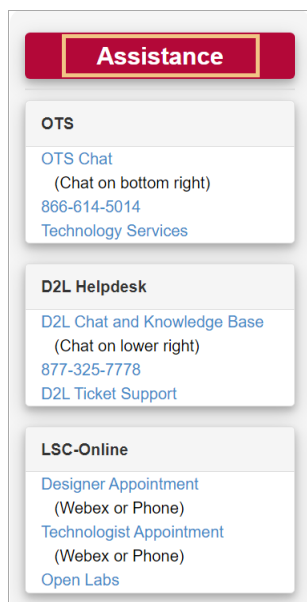 Assistance
OTS
OTS Chat
(Chat on bottom right)
866-614-5014
Technology Services
D2L Helpdesk
D2L Chat and Knowledge Base
(Chat on lower right)
877-325-7778
D2L Ticket Support
LSC-Online
Designer Appointment
(Webex or Phone)
Technologist Appointment
(Webex or Phone)
Open Labs